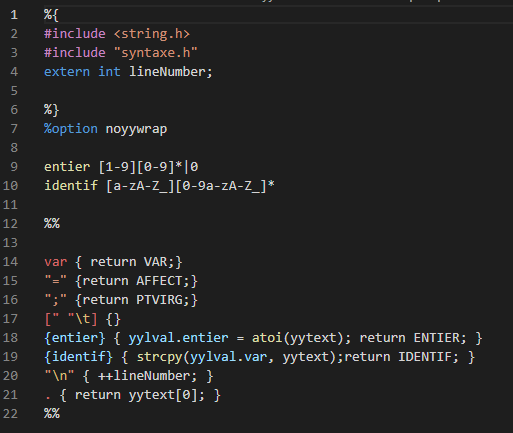 1 %{
2 #include <string.h>
3 #include "syntaxe.h"
4 extern int lineNumber;
5
6 %}
7 %option noyywrap
8
9 entier [1-9][0-9]*|0
10 identif [a-zA-Z_][0-9a-zA-Z_]*
11
12 %%
13
14 var { return VAR;}
15 "=" {return AFFECT;}
16 ";" {return PTVIRG;}
17 [" "\t] {}
18 {entier} { yylval.entier = atoi(yytext); return ENTIER; }
19 {identif} { strcpy(yylval.var, yytext);return IDENTIF; }
20 "\n" { ++lineNumber; }
21 . { return yytext[0]; }
22 %%